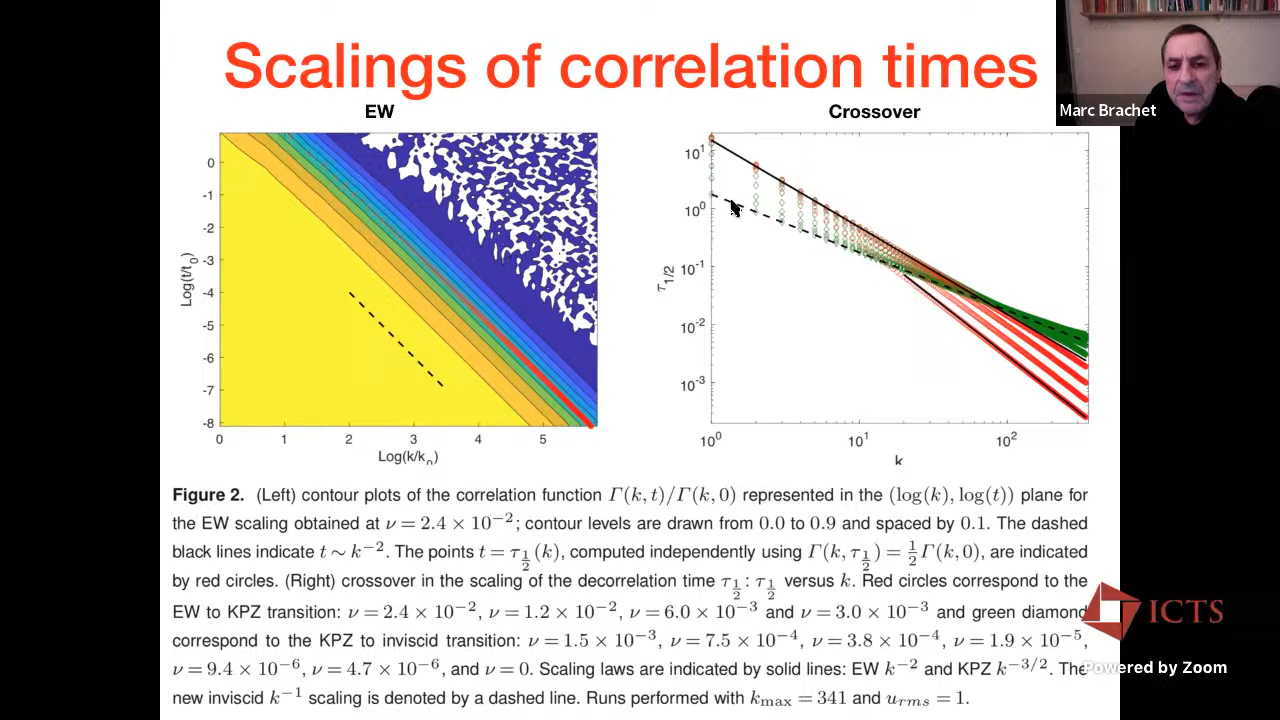 Scalings of correlation times
Marc Brachet
EW
Crossover
0
-1
-2
-3
-4
-5
-6
-7
-8
Log(t/t₀)
0 1 2 3 4 5
Log(k/k₀)
10¹
10⁰
10⁻¹
10⁻²
10⁻³
τ1/2
10⁰ 10¹ 10²
k
Figure 2. (Left) contour plots of the correlation function Γ(k, t)/Γ(k, 0) represented in the (log(k), log(t)) plane for
the EW scaling obtained at ν = 2.4 × 10⁻²; contour levels are drawn from 0.0 to 0.9 and spaced by 0.1. The dashed
black lines indicate t ∼ k⁻². The points t = τ1/2(k), computed independently using Γ(k, τ1/2) = ½Γ(k, 0), are indicated
by red circles. (Right) crossover in the scaling of the decorrelation time τ1/2 : τ1/2 versus k. Red circles correspond to the
EW to KPZ transition: ν = 2.4 × 10⁻², ν = 1.2 × 10⁻², ν = 6.0 × 10⁻³ and ν = 3.0 × 10⁻³ and green diamond
correspond to the KPZ to inviscid transition: ν = 1.5 × 10⁻³, ν = 7.5 × 10⁻⁴, ν = 3.8 × 10⁻⁴, ν = 1.9 × 10⁻⁵,
ν = 9.4 × 10⁻⁶, ν = 4.7 × 10⁻⁶, and ν = 0. Scaling laws are indicated by solid lines: EW k⁻² and KPZ k⁻³/². The
new inviscid k⁻¹ scaling is denoted by a dashed line. Runs performed with kmax = 341 and urms = 1.
ICTS
Powered by Zoom